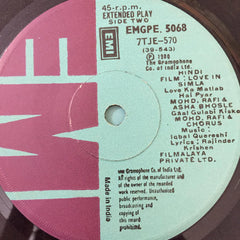 45-r.p.m.
EXTENDED PLAY
SIDE TWO
EMI
EMGPE. 5068
7TJE-570
(39-543)
℗ 1980
The Gramophone
Co. of India Ltd.
HINDI
FILM: LOVE IN
SIMLA
Love Ka Matlab
Hai Pyar
MOHD. RAFI &
ASHA BHOSLE
Gaal Gulabi Kiske
MOHD. RAFI &
CHORUS
Music:
Iqbal Qureshi
Lyrics: Rajinder
Krishen
FILMALAYA
PRIVATE LTD.
The Gramophone Co. of India Ltd.
All rights of the manufacturer and
of the owner of the recorded
work reserved. Unauthorised
public performance,
broadcasting and
copying of this
record
prohibited.
Made in India